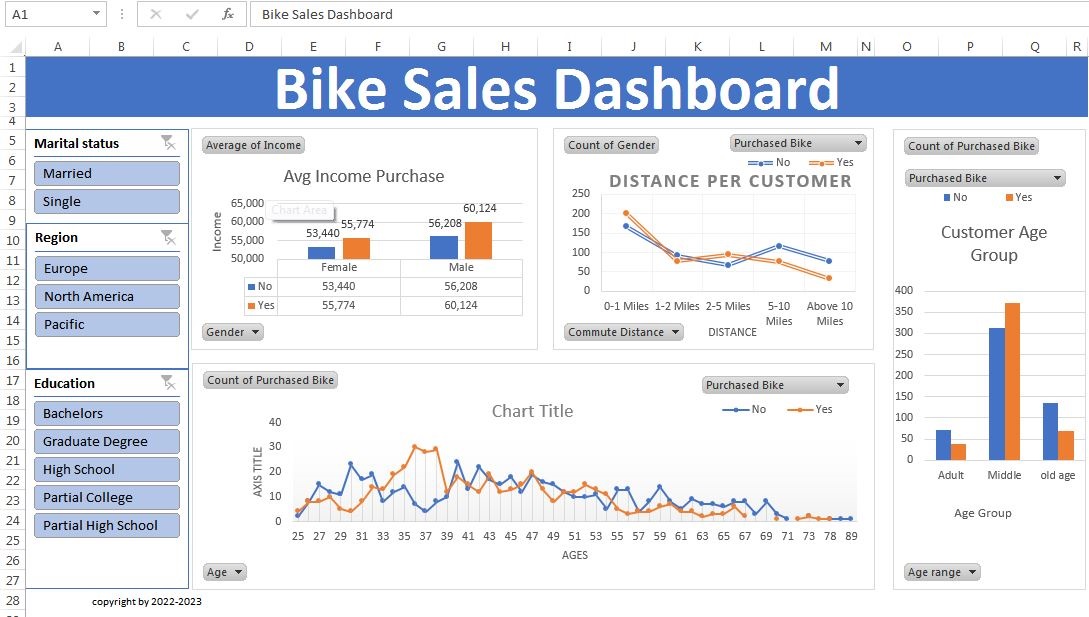 A1
fx
Bike Sales Dashboard
A B C D E F G H I J K L M N O P Q R
1
2
3
4
5
6
7
8
9
10
11
12
13
14
15
16
17
18
19
20
21
22
23
24
25
26
27
28
Bike Sales Dashboard
Marital status
Married
Single
Region
Europe
North America
Pacific
Education
Bachelors
Graduate Degree
High School
Partial College
Partial High School
Average of Income
Avg Income Purchase
Chart Area
Income
65,000
60,000
55,000
50,000
53,440 55,774 56,208 60,124
Female Male
No 53,440 56,208
Yes 55,774 60,124
Gender
Count of Gender
Purchased Bike
No Yes
DISTANCE PER CUSTOMER
250
200
150
100
50
0
0-1 Miles 1-2 Miles 2-5 Miles 5-10 Miles Above 10 Miles
Commute Distance
DISTANCE
Count of Purchased Bike
Purchased Bike
No Yes
Customer Age
Group
400
350
300
250
200
150
100
50
0
Adult Middle old age
Age Group
Age range
Count of Purchased Bike
Purchased Bike
No Yes
Chart Title
AXIS TITLE
40
30
20
10
0
25 27 29 31 33 35 37 39 41 43 45 47 49 51 53 55 57 59 61 63 65 67 69 71 73 78 89
AGES
Age
copyright by 2022-2023